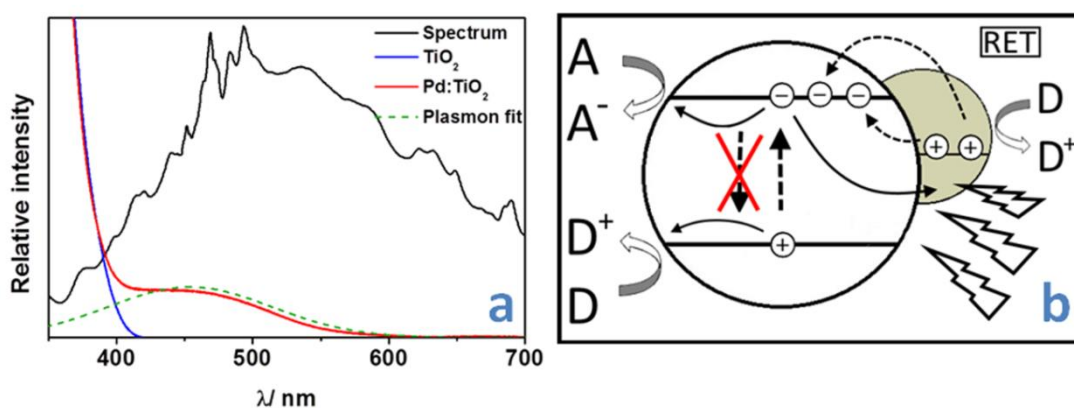 Relative intensity
Spectrum
TiO₂
Pd:TiO₂
Plasmon fit
a
400
500
600
700
λ/ nm
A
A⁻
D⁺
D
RET
D
D⁺
b